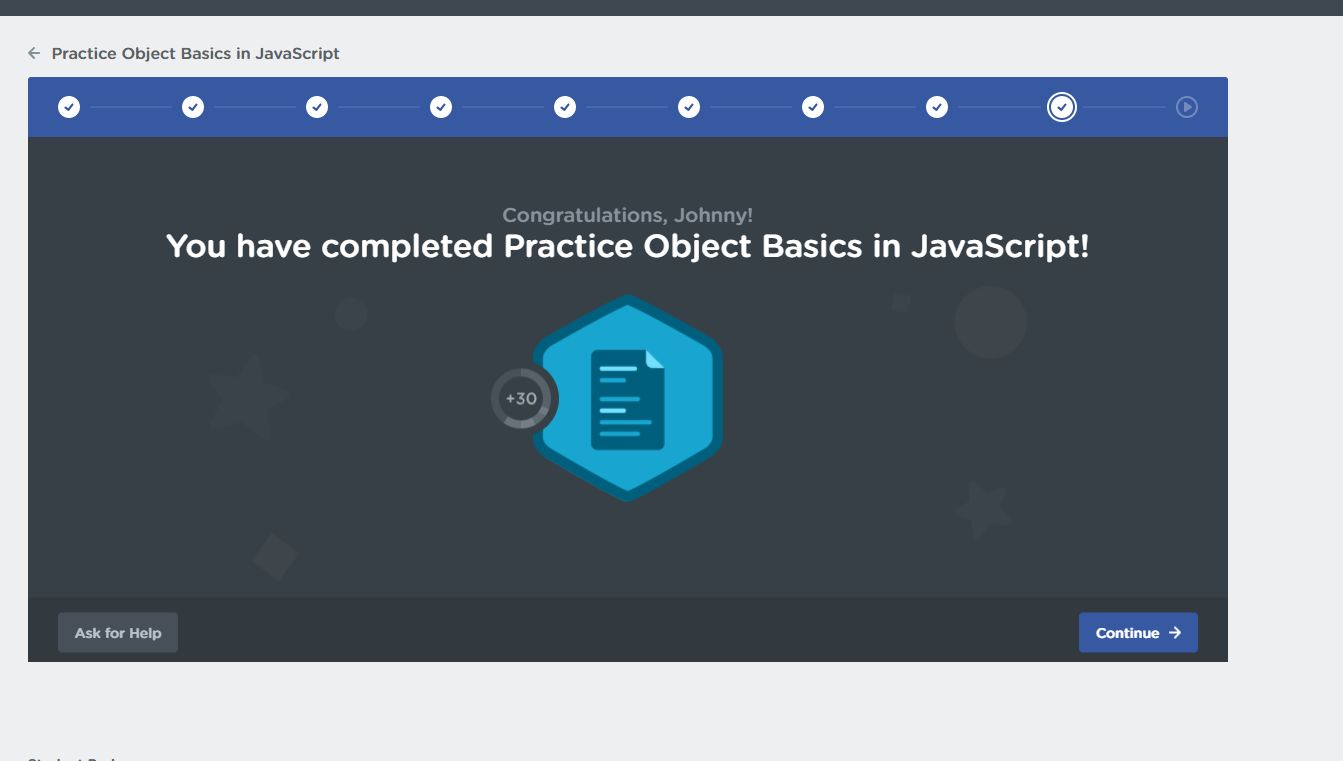 Practice Object Basics in JavaScript
Congratulations, Johnny!
You have completed Practice Object Basics in JavaScript!
+30
Ask for Help
Continue